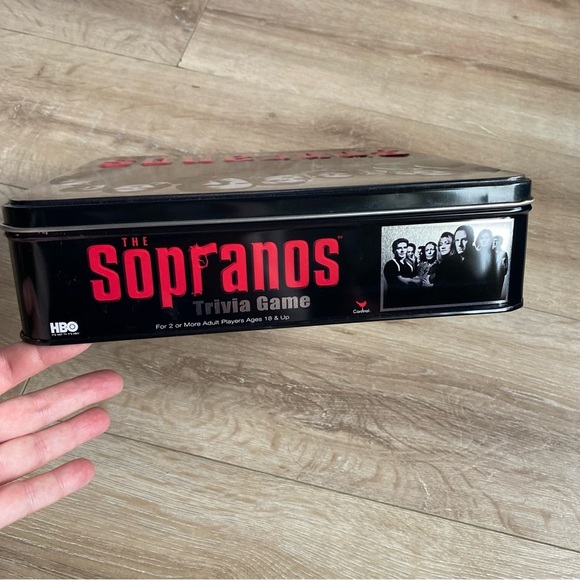 THE
Sopranos
Trivia Game
For 2 or More Adult Players Ages 18 & Up
HBO
Cardinal